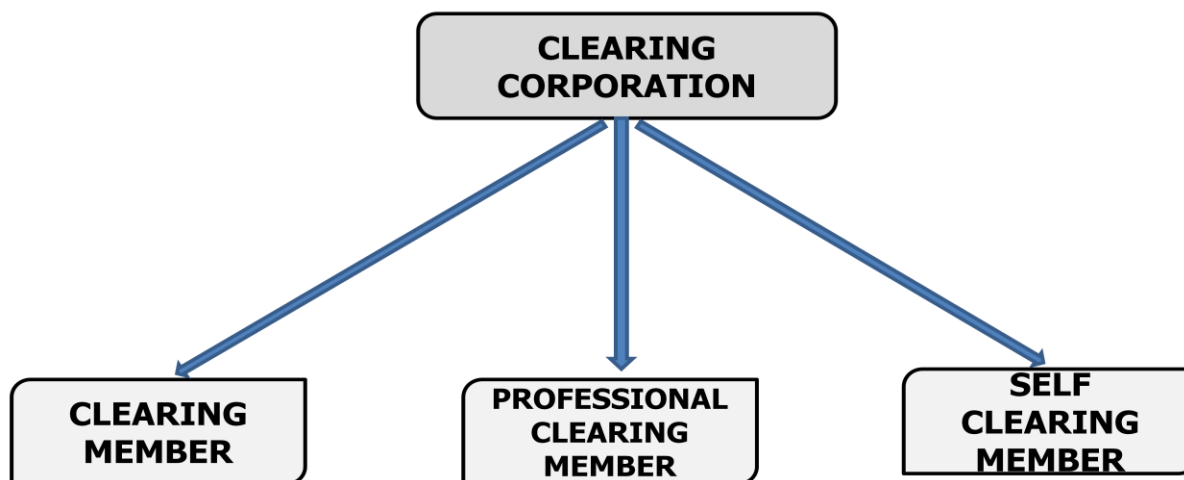 CLEARING
CORPORATION
CLEARING
MEMBER
PROFESSIONAL
CLEARING
MEMBER
SELF
CLEARING
MEMBER